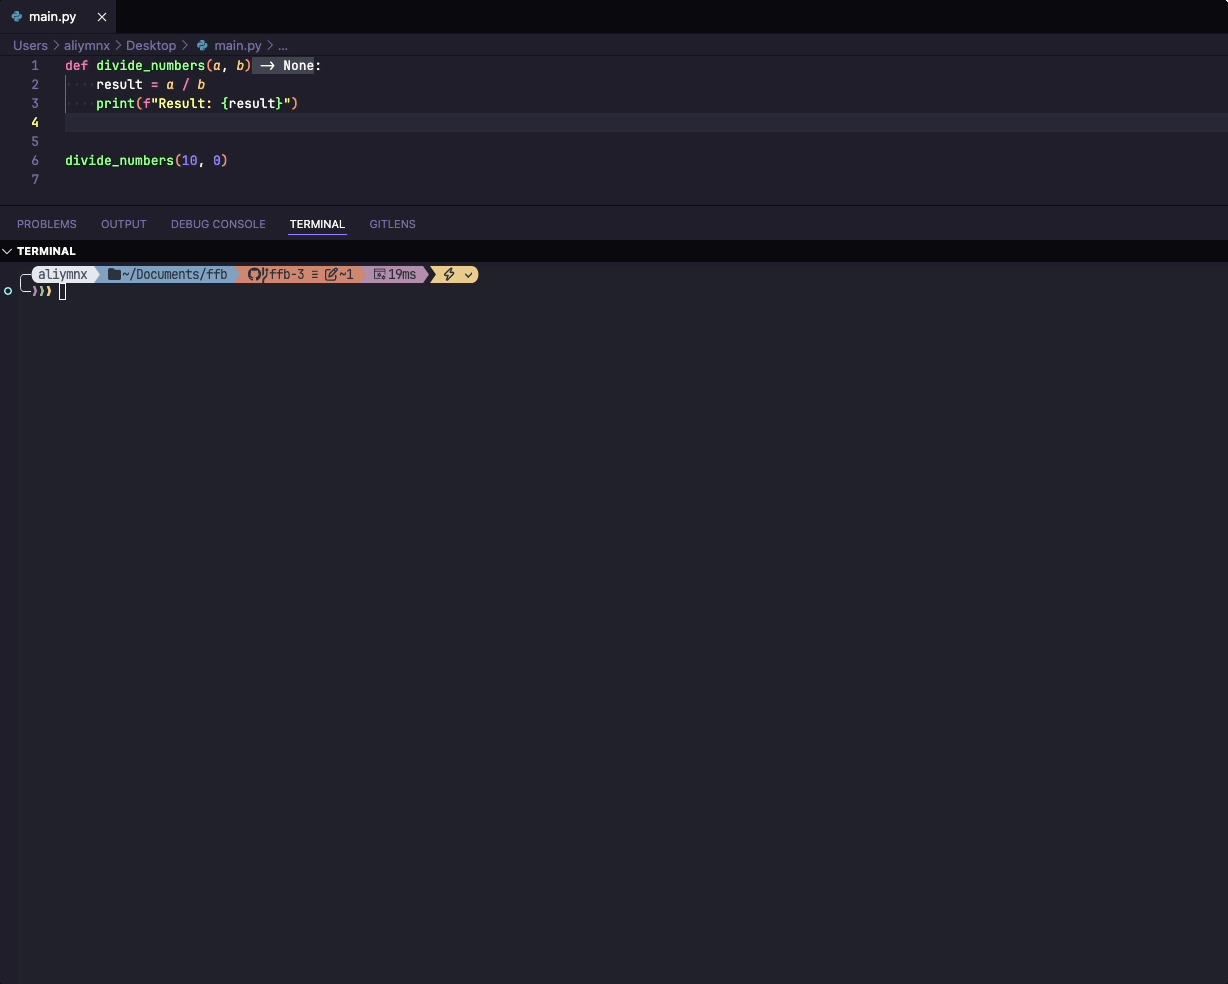 main.py
Users > aliymnx > Desktop > main.py > ...
1 def divide_numbers(a, b) -> None:
2     result = a / b
3     print(f"Result: {result}")
4
5
6 divide_numbers(10, 0)
7
PROBLEMS OUTPUT DEBUG CONSOLE TERMINAL GITLENS
TERMINAL
aliymnx ~/Documents/ffb ffb-3 ≡ ~1 19ms
❯❯❯